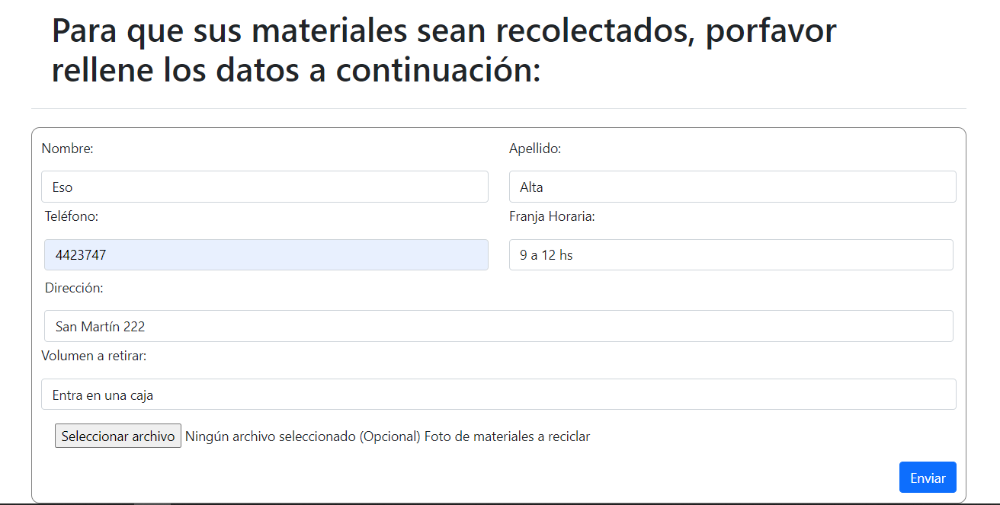 Para que sus materiales sean recolectados, porfavor
rellene los datos a continuación:
Nombre:
Apellido:
Eso
Alta
Teléfono:
Franja Horaria:
4423747
9 a 12 hs
Dirección:
San Martín 222
Volumen a retirar:
Entra en una caja
Seleccionar archivo Ningún archivo seleccionado (Opcional) Foto de materiales a reciclar
Enviar